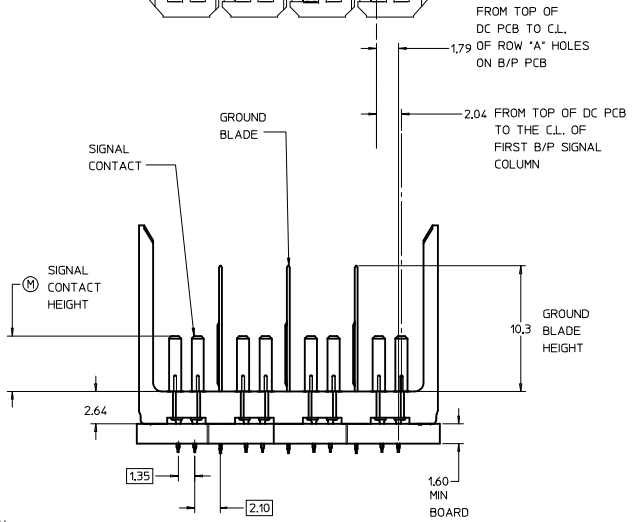 FROM TOP OF
DC PCB TO C.L.
1.79 OF ROW "A" HOLES
ON B/P PCB
2.04 FROM TOP OF DC PCB
TO THE C.L. OF
FIRST B/P SIGNAL
COLUMN
GROUND
BLADE
SIGNAL
CONTACT
M SIGNAL
CONTACT
HEIGHT
10.3
GROUND
BLADE
HEIGHT
2.64
1.35
2.10
1.60
MIN
BOARD